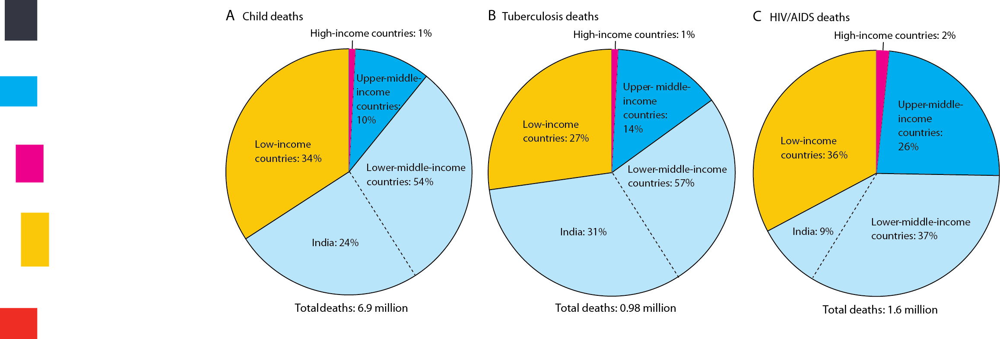 A Child deaths
High-income countries: 1%
Upper-middle-
income
countries:
10%
Low-income
countries: 34%
Lower-middle-income
countries: 54%
India: 24%
Totaldeaths: 6.9 million
B Tuberculosis deaths
High-income countries: 1%
Upper- middle-
income
countries:
14%
Low-income
countries: 27%
Lower-middle-income
countries: 57%
India: 31%
Total deaths: 0.98 million
C HIV/AIDS deaths
High-income countries: 2%
Upper-middle-
income
countries:
26%
Low-income
countries: 36%
Lower-middle-income
countries: 37%
India: 9%
Total deaths: 1.6 million